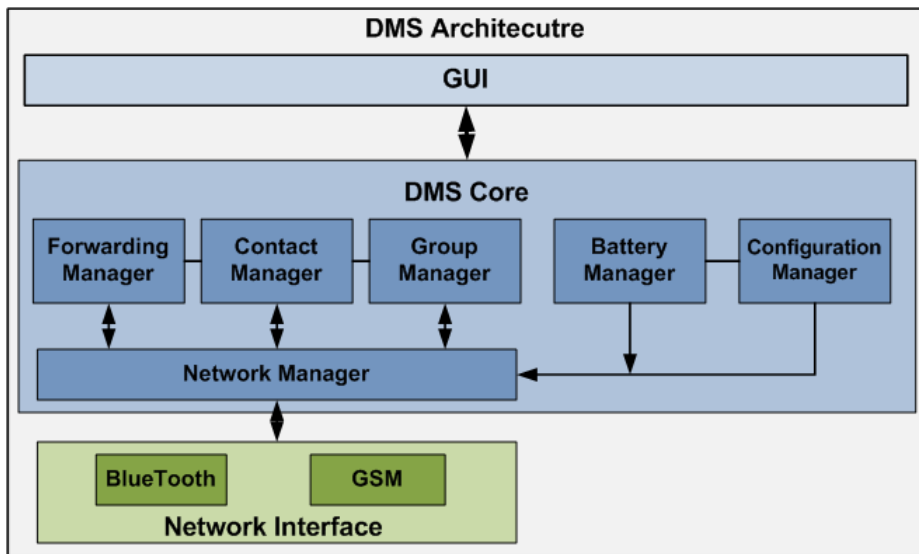 DMS Architecutre
GUI
DMS Core
Forwarding
Manager
Contact
Manager
Group
Manager
Battery
Manager
Configuration
Manager
Network Manager
BlueTooth
GSM
Network Interface